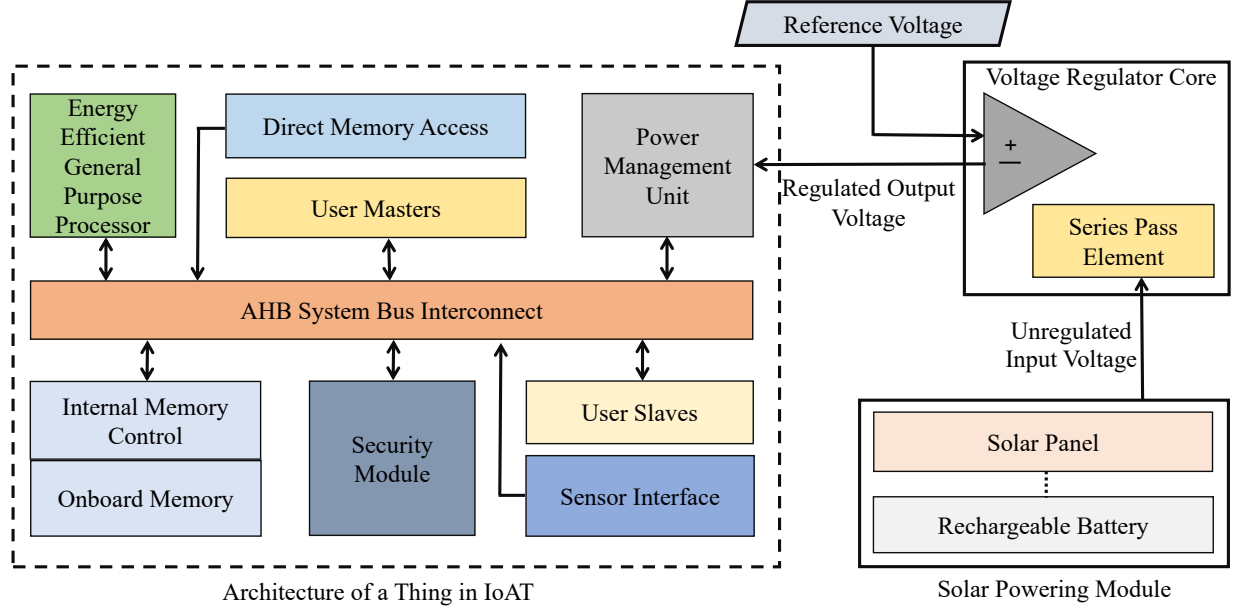 Reference Voltage
Voltage Regulator Core
Energy
Efficient
General
Purpose
Processor
Direct Memory Access
User Masters
Power
Management
Unit
+
−
Regulated Output
Voltage
Series Pass
Element
AHB System Bus Interconnect
Unregulated
Input Voltage
Internal Memory
Control
Onboard Memory
Security
Module
User Slaves
Sensor Interface
Solar Panel
Rechargeable Battery
Architecture of a Thing in IoAT
Solar Powering Module